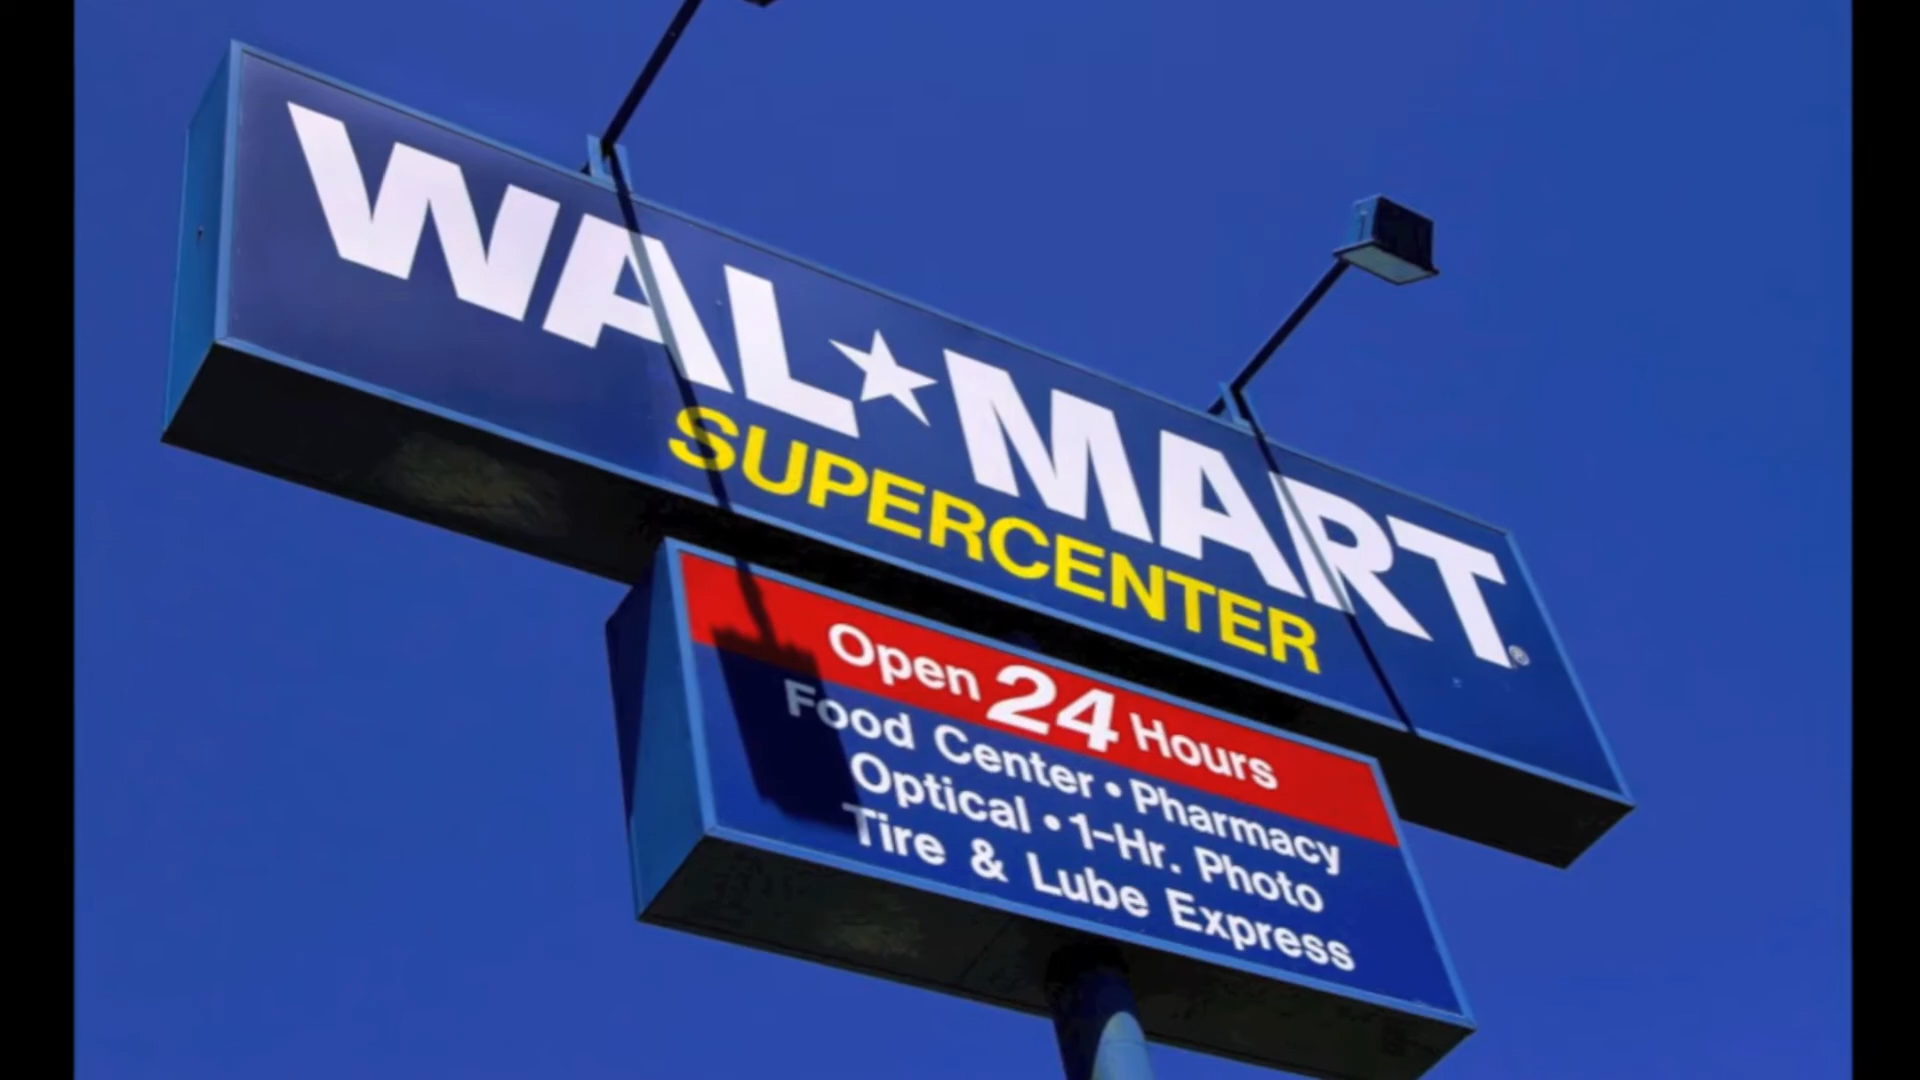 WAL★MART®
SUPERCENTER
Open 24 Hours
Food Center • Pharmacy
Optical • 1-Hr. Photo
Tire & Lube Express